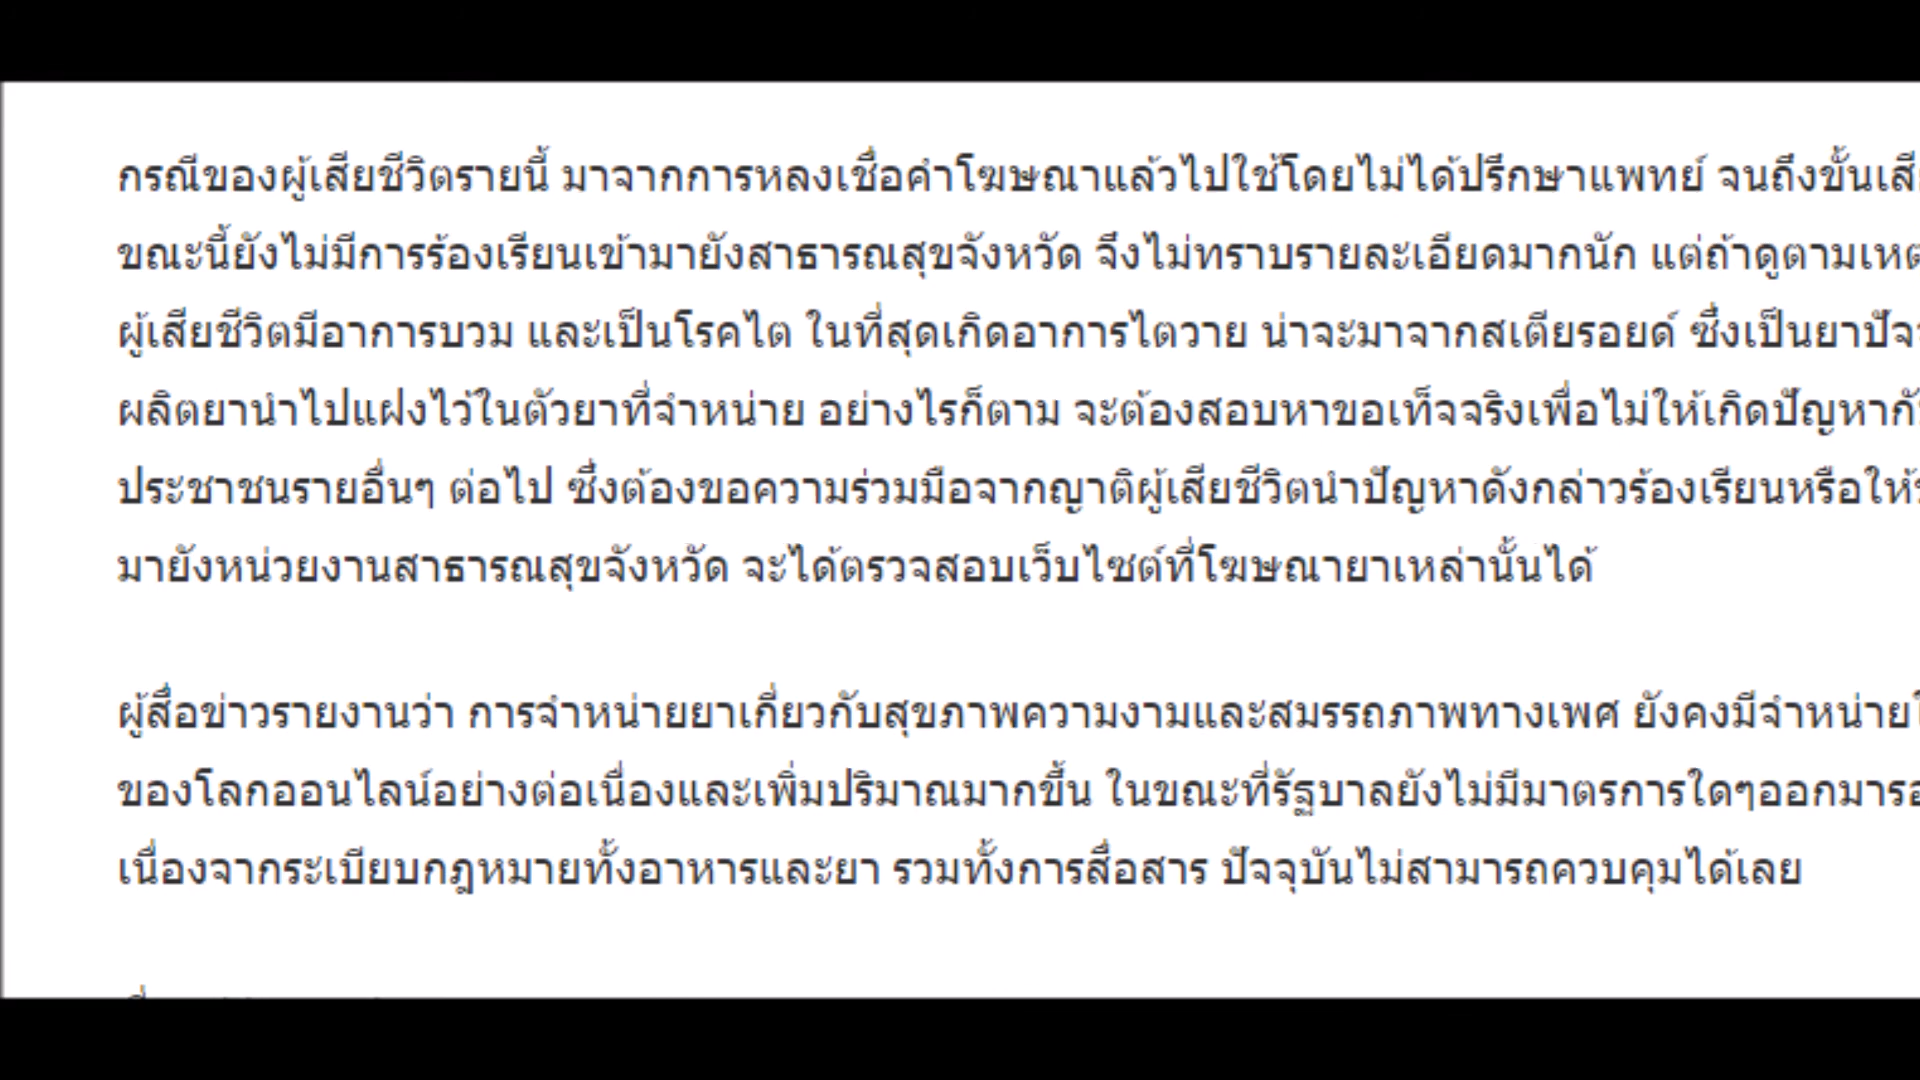 กรณีของผู้เสียชีวิตรายนี้ มาจากการหลงเชื่อคำโฆษณาแล้วไปใช้โดยไม่ได้ปรึกษาแพทย์ จนถึงขั้น
ขณะนี้ยังไม่มีการร้องเรียนเข้ามายังสาธารณสุขจังหวัด จึงไม่ทราบรายละเอียดมากนัก แต่ถ้าดูตาม
ผู้เสียชีวิตมีอาการบวม และเป็นโรคไต ในที่สุดเกิดอาการไตวาย น่าจะมาจากสเตียรอยด์ ซึ่งเป็นยา
ผลิตยานำไปแฝงไว้ในตัวยาที่จำหน่าย อย่างไรก็ตาม จะต้องสอบหาขอเท็จจริงเพื่อไม่ให้เกิดปัญหา
ประชาชนรายอื่นๆ ต่อไป ซึ่งต้องขอความร่วมมือจากญาติผู้เสียชีวิตนำปัญหาดังกล่าวร้องเรียนหรือให้
มายังหน่วยงานสาธารณสุขจังหวัด จะได้ตรวจสอบเว็บไซต์ที่โฆษณายาเหล่านั้นได้
ผู้สื่อข่าวรายงานว่า การจำหน่ายยาเกี่ยวกับสุขภาพความงามและสมรรถภาพทางเพศ ยังคงมีจำหน่าย
ของโลกออนไลน์อย่างต่อเนื่องและเพิ่มปริมาณมากขึ้น ในขณะที่รัฐบาลยังไม่มีมาตรการใดๆออกมา
เนื่องจากระเบียบกฎหมายทั้งอาหารและยา รวมทั้งการสื่อสาร ปัจจุบันไม่สามารถควบคุมได้เลย